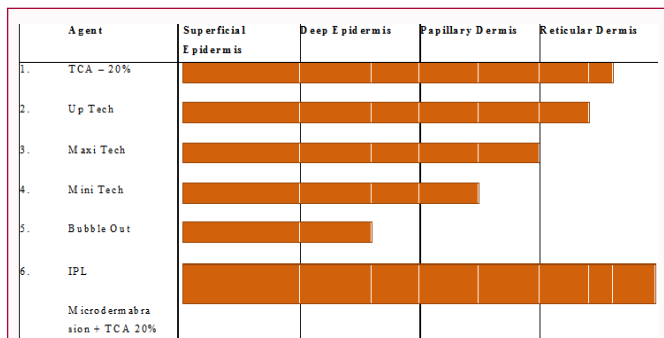 Agent Superficial Epidermis Deep Epidermis Papillary Dermis Reticular Dermis
1. TCA – 20%
2. Up Tech
3. Maxi Tech
4. Mini Tech
5. Bubble Out
6. IPL
Microdermabra
sion + TCA 20%